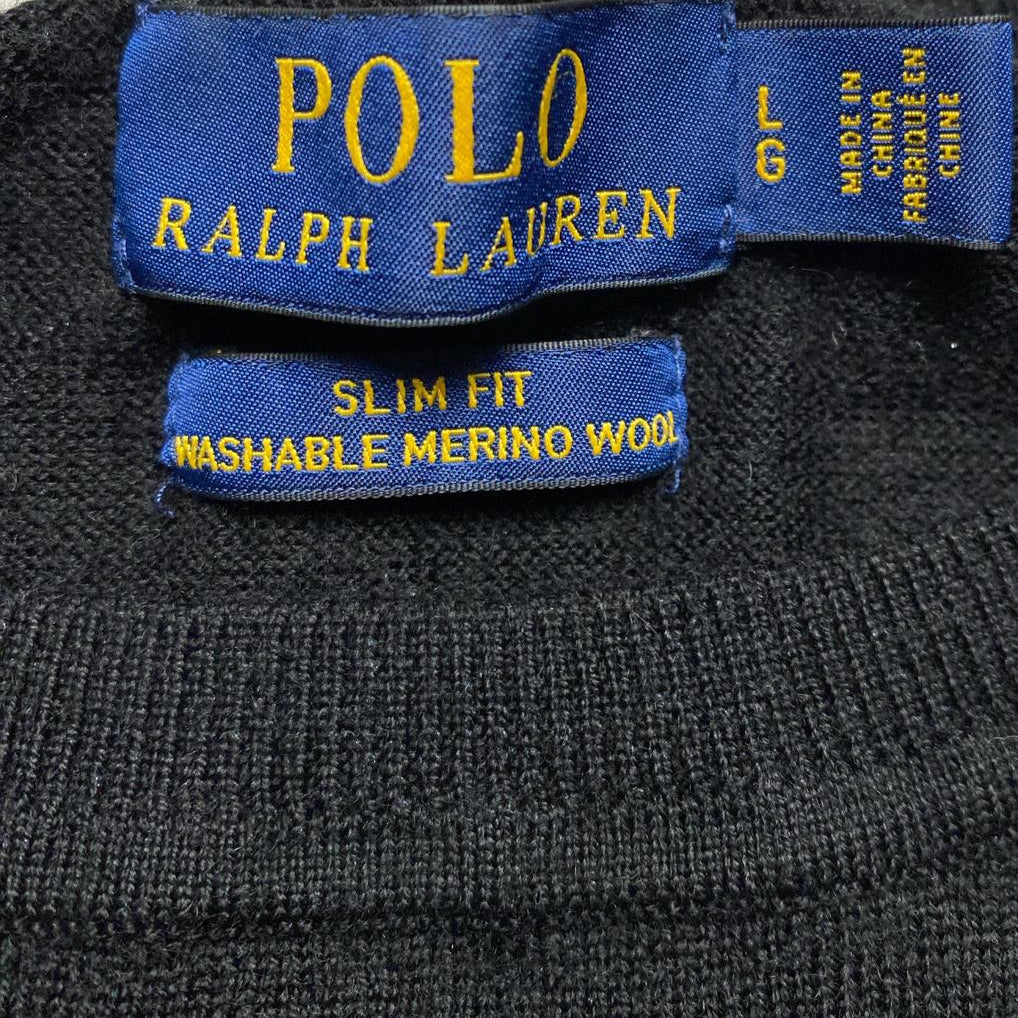 POLO
RALPH LAUREN
L
G
MADE IN
CHINA
FABRIQUÉ EN
CHINE
SLIM FIT
WASHABLE MERINO WOOL